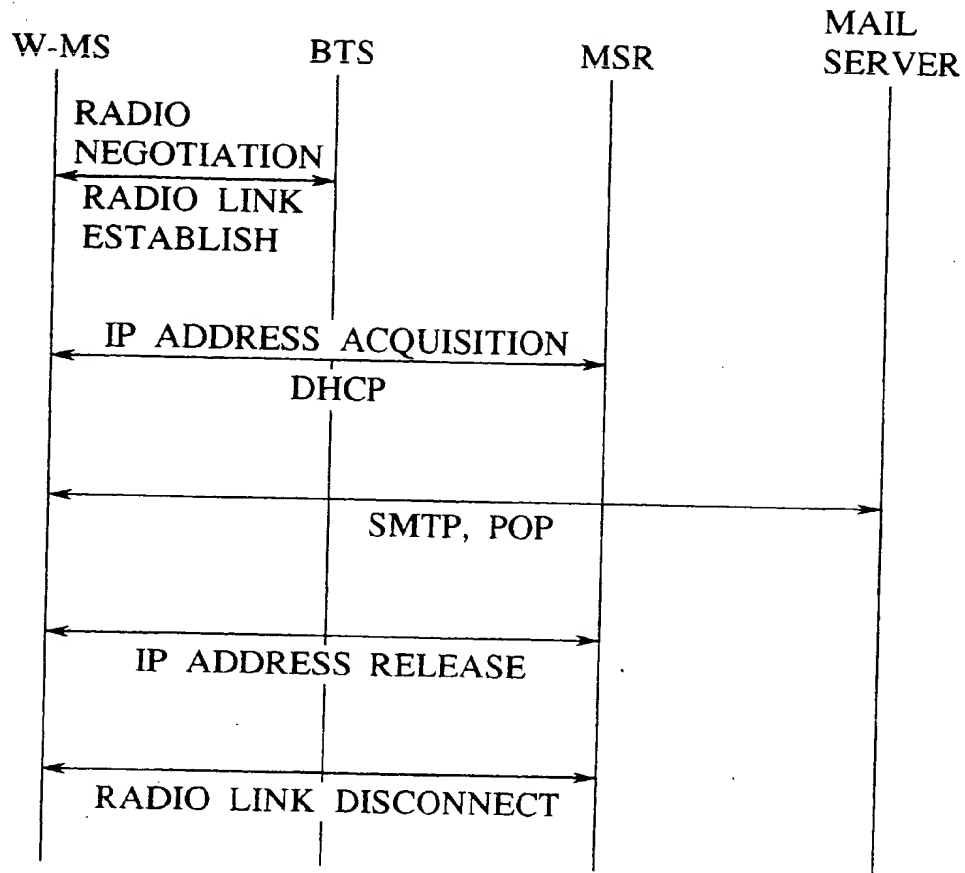 W-MS
BTS
MSR
MAIL
SERVER
RADIO
NEGOTIATION
RADIO LINK
ESTABLISH
IP ADDRESS ACQUISITION
DHCP
SMTP, POP
IP ADDRESS RELEASE
RADIO LINK DISCONNECT